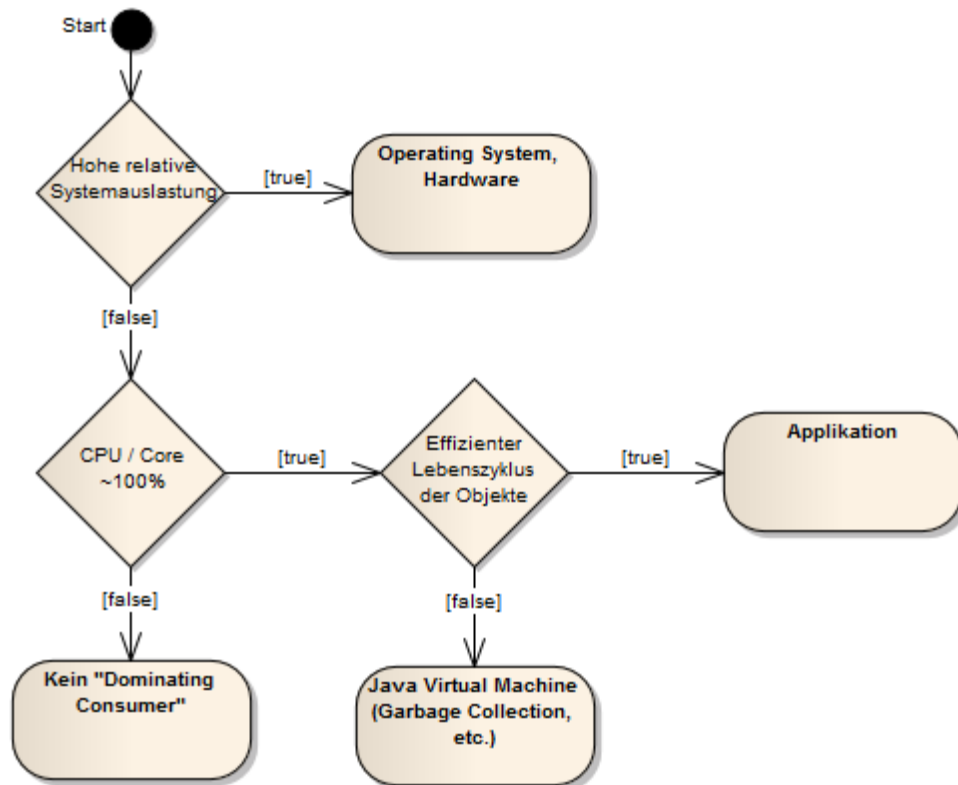 Start
Hohe relative
Systemauslastung
[true]
Operating System,
Hardware
[false]
CPU / Core
~100%
[true]
Effizienter
Lebenszyklus
der Objekte
[true]
Applikation
[false]
[false]
Kein "Dominating
Consumer"
Java Virtual Machine
(Garbage Collection,
etc.)